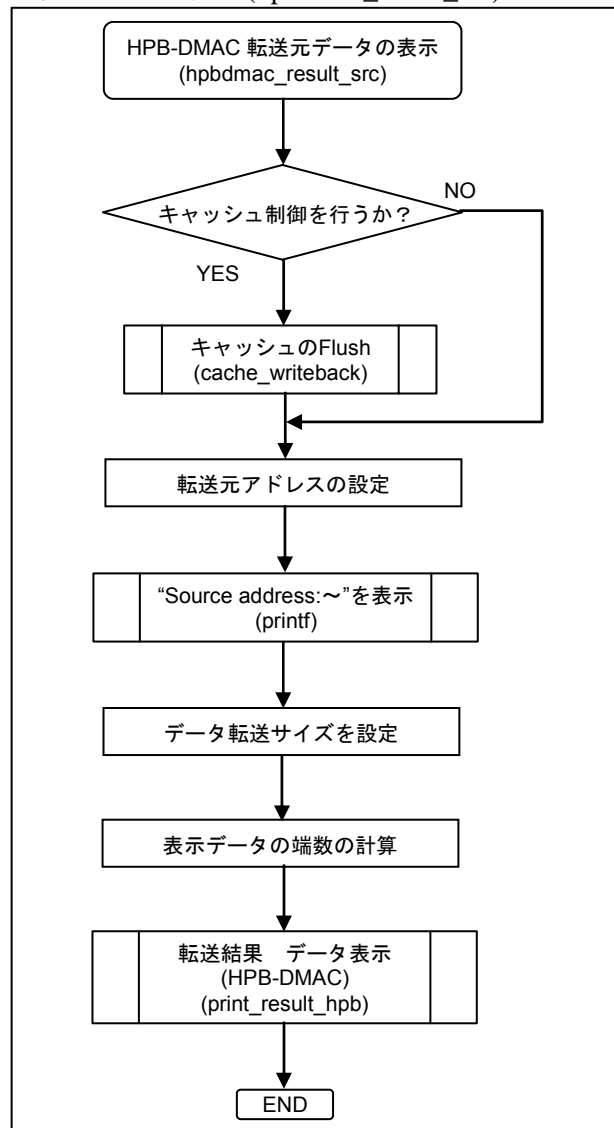 HPB-DMAC 転送元データの表示
(hpbdmac_result_src)
キャッシュ制御を行うか？
NO
YES
キャッシュのFlush
(cache_writeback)
転送元アドレスの設定
“Source address:～”を表示
(printf)
データ転送サイズを設定
表示データの端数の計算
転送結果　データ表示
(HPB-DMAC)
(print_result_hpb)
END